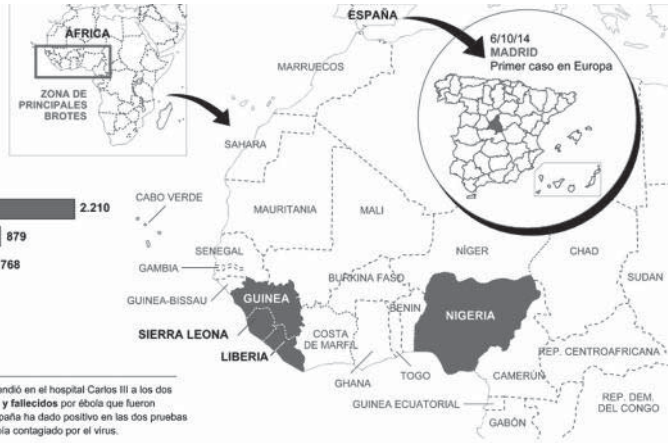 ÁFRICA
ZONA DE
PRINCIPALES
BROTES
ESPAÑA
6/10/14
MADRID
Primer caso en Europa
MARRUECOS
SAHARA
CABO VERDE
2.210
879
768
MAURITANIA
MALI
NÍGER
CHAD
SUDAN
SENEGAL
GAMBIA
GUINEA-BISSAU
GUINEA
BURKINA FASO
BENIN
NIGERIA
SIERRA LEONA
LIBERIA
COSTA
DE MARFIL
GHANA
TOGO
CAMERÚN
REP. CENTROAFRICANA
GUINEA ECUATORIAL
GABÓN
REP. DEM.
DEL CONGO
endió en el hospital Carlos III a los dos
y fallecidos por ébola que fueron
paña ha dado positivo en las dos pruebas
ía contagiado por el virus.